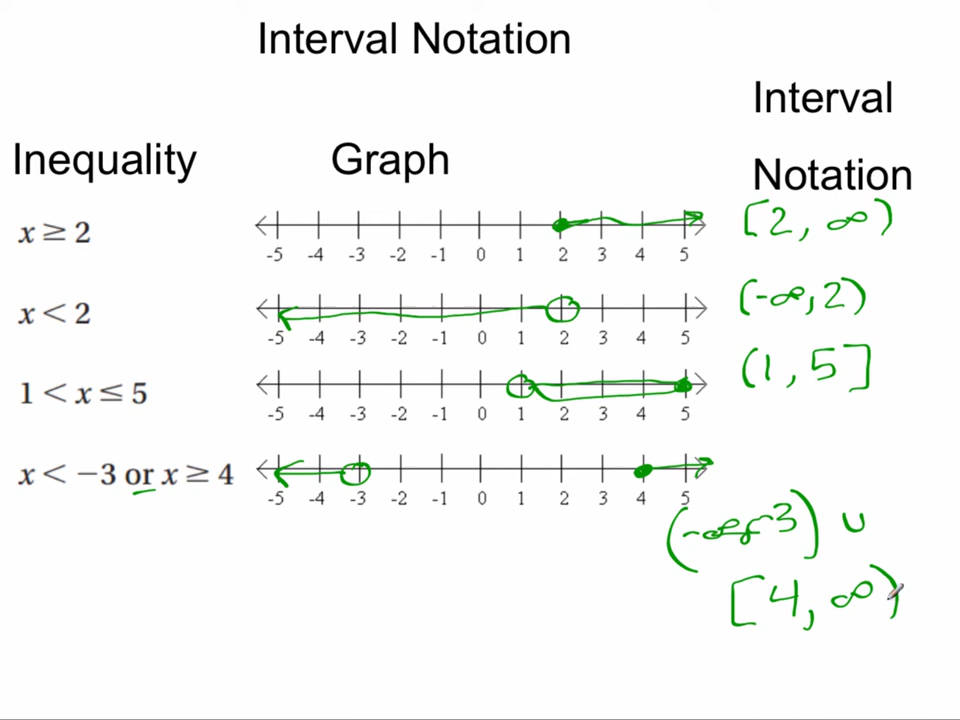 Interval Notation
Interval
Inequality Graph Notation
x ≥ 2 [2, ∞)
-5 -4 -3 -2 -1 0 1 2 3 4 5
x < 2 (-∞, 2)
-5 -4 -3 -2 -1 0 1 2 3 4 5
1 < x ≤ 5 (1, 5]
-5 -4 -3 -2 -1 0 1 2 3 4 5
x < −3 or x ≥ 4
-5 -4 -3 -2 -1 0 1 2 3 4 5
(-∞, -3) ∪
[4, ∞)